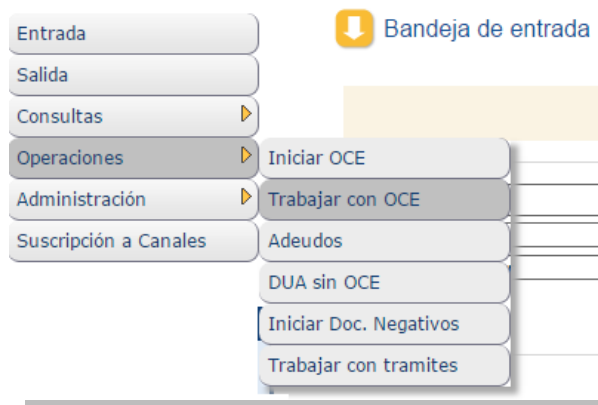 Bandeja de entrada
Entrada
Salida
Consultas
Operaciones
Administración
Suscripción a Canales
Iniciar OCE
Trabajar con OCE
Adeudos
DUA sin OCE
Iniciar Doc. Negativos
Trabajar con tramites